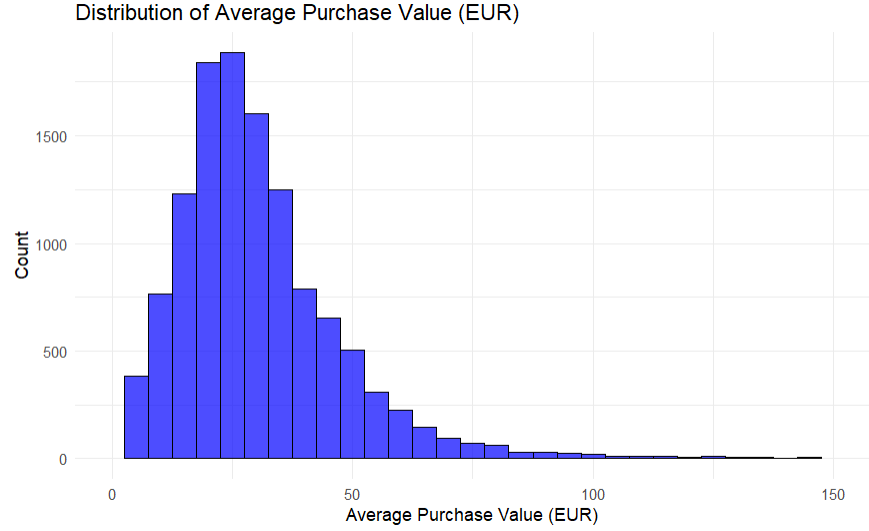 Distribution of Average Purchase Value (EUR)
1500
1000
500
0
Count
0 50 100 150
Average Purchase Value (EUR)